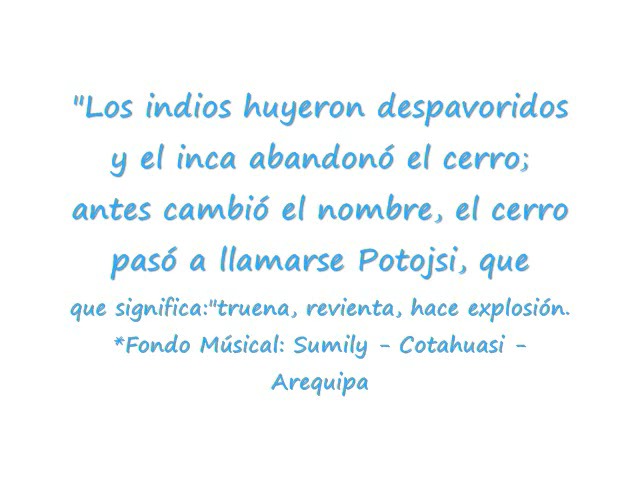 "Los indios huyeron despavoridos
y el inca abandonó el cerro;
antes cambió el nombre, el cerro
pasó a llamarse Potojsi, que
que significa:"truena, revienta, hace explosión.
*Fondo Músical: Sumily - Cotahuasi -
Arequipa